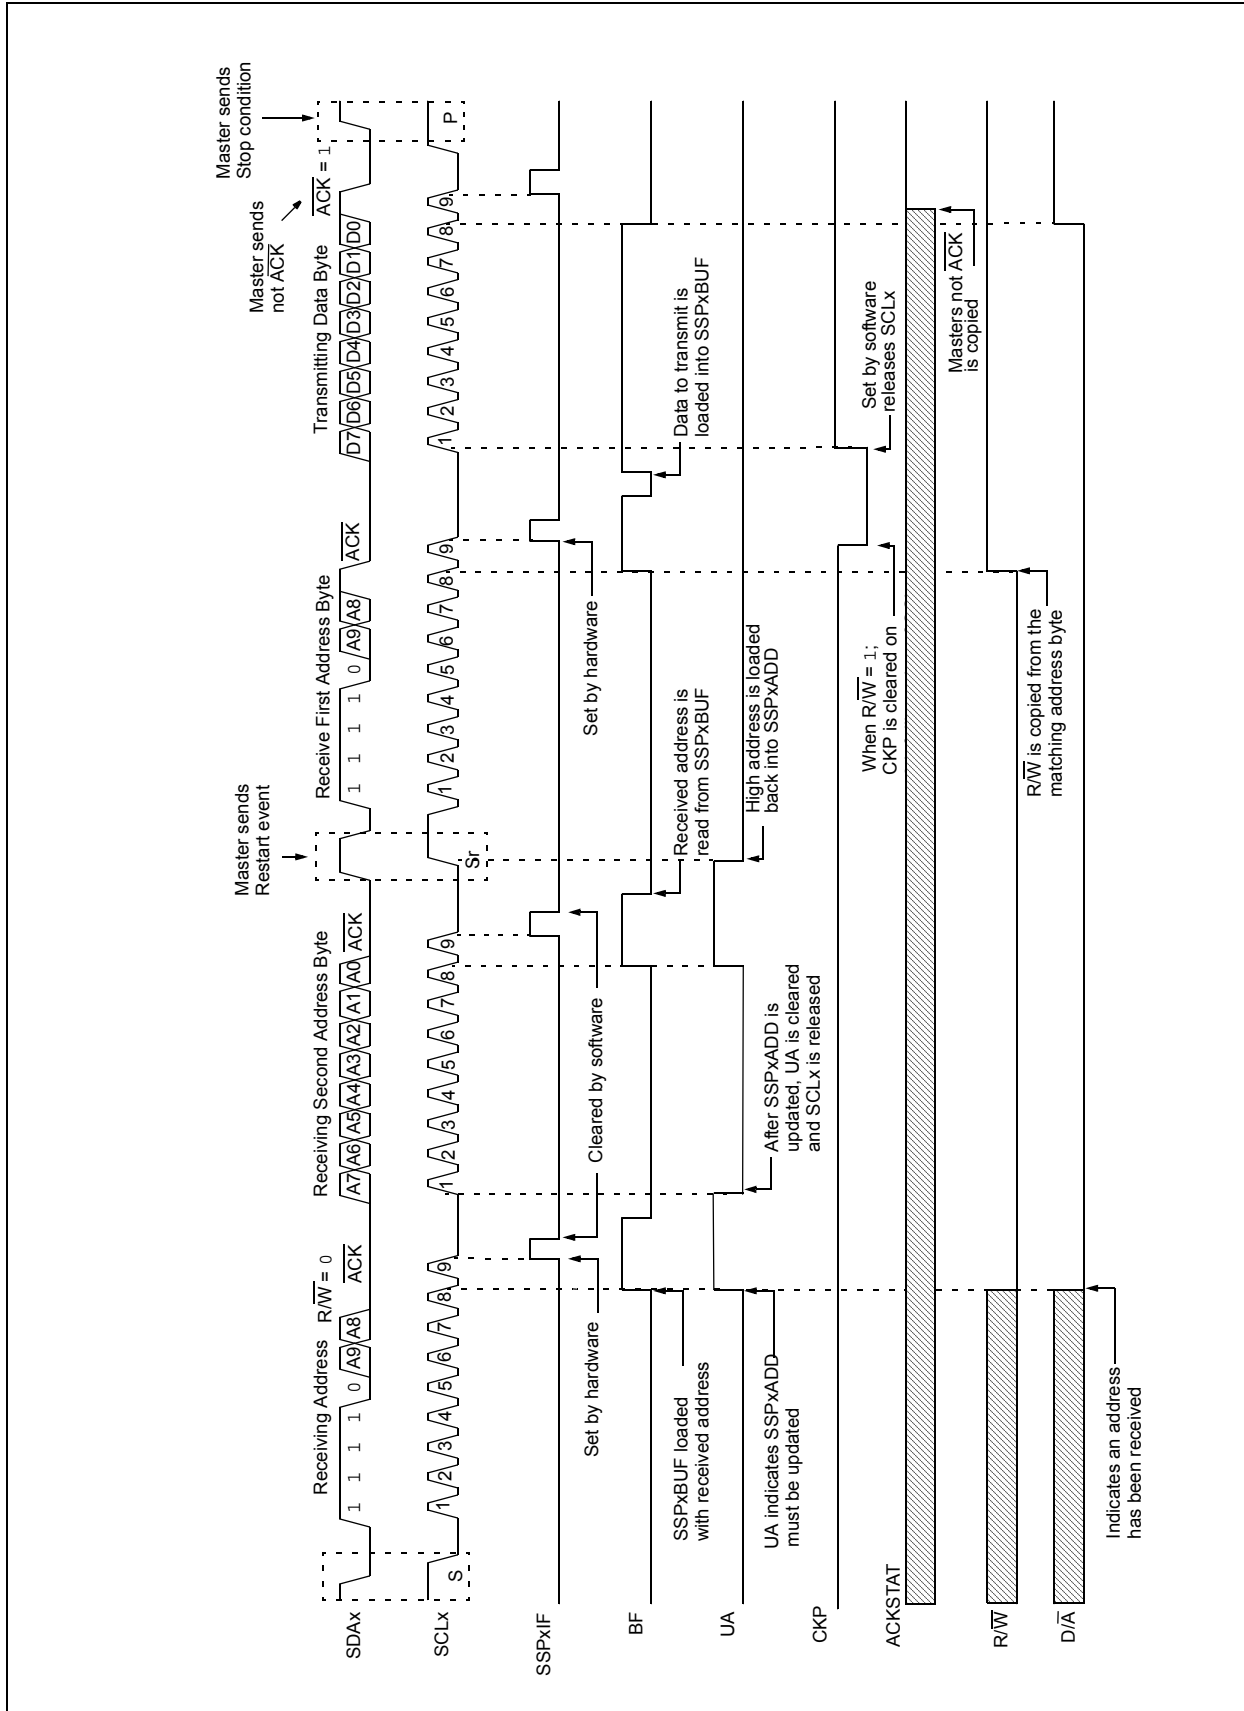 Master sends
Stop condition
Master sends
not A̅C̅K̅
Master sends
Restart event
Receiving Address R/W̅ = 0
Receiving Second Address Byte
Receive First Address Byte
Transmitting Data Byte
A̅C̅K̅ = 1
SDAx
1 1 1 1 0 A9 A8 A̅C̅K̅
A7 A6 A5 A4 A3 A2 A1 A0 A̅C̅K̅
1 1 1 1 0 A9 A8 A̅C̅K̅
D7 D6 D5 D4 D3 D2 D1 D0
SCLx
S
1 2 3 4 5 6 7 8 9
1 2 3 4 5 6 7 8 9
Sr
1 2 3 4 5 6 7 8 9
1 2 3 4 5 6 7 8 9
P
SSPxIF
Set by hardware
Cleared by software
Set by hardware
BF
SSPxBUF loaded
with received address
Received address is
read from SSPxBUF
Data to transmit is
loaded into SSPxBUF
UA
UA indicates SSPxADD
must be updated
After SSPxADD is
updated, UA is cleared
and SCLx is released
High address is loaded
back into SSPxADD
CKP
When R/W̅ = 1;
CKP is cleared on
Set by software
releases SCLx
ACKSTAT
Masters not A̅C̅K̅
is copied
R/W̅
R/W̅ is copied from the
matching address byte
D/A̅
Indicates an address
has been received